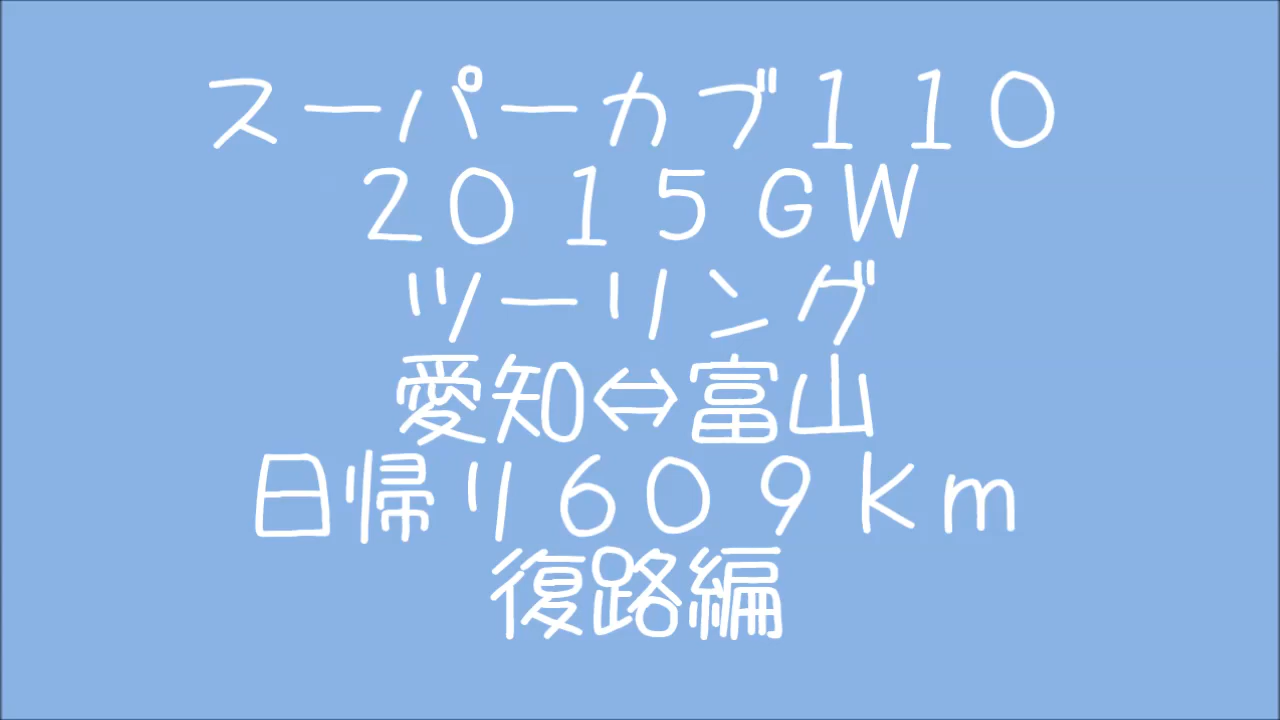 スーパーカブ１１０
２０１５ＧＷ
ツーリング
愛知⇔富山
日帰り６０９Ｋｍ
復路編